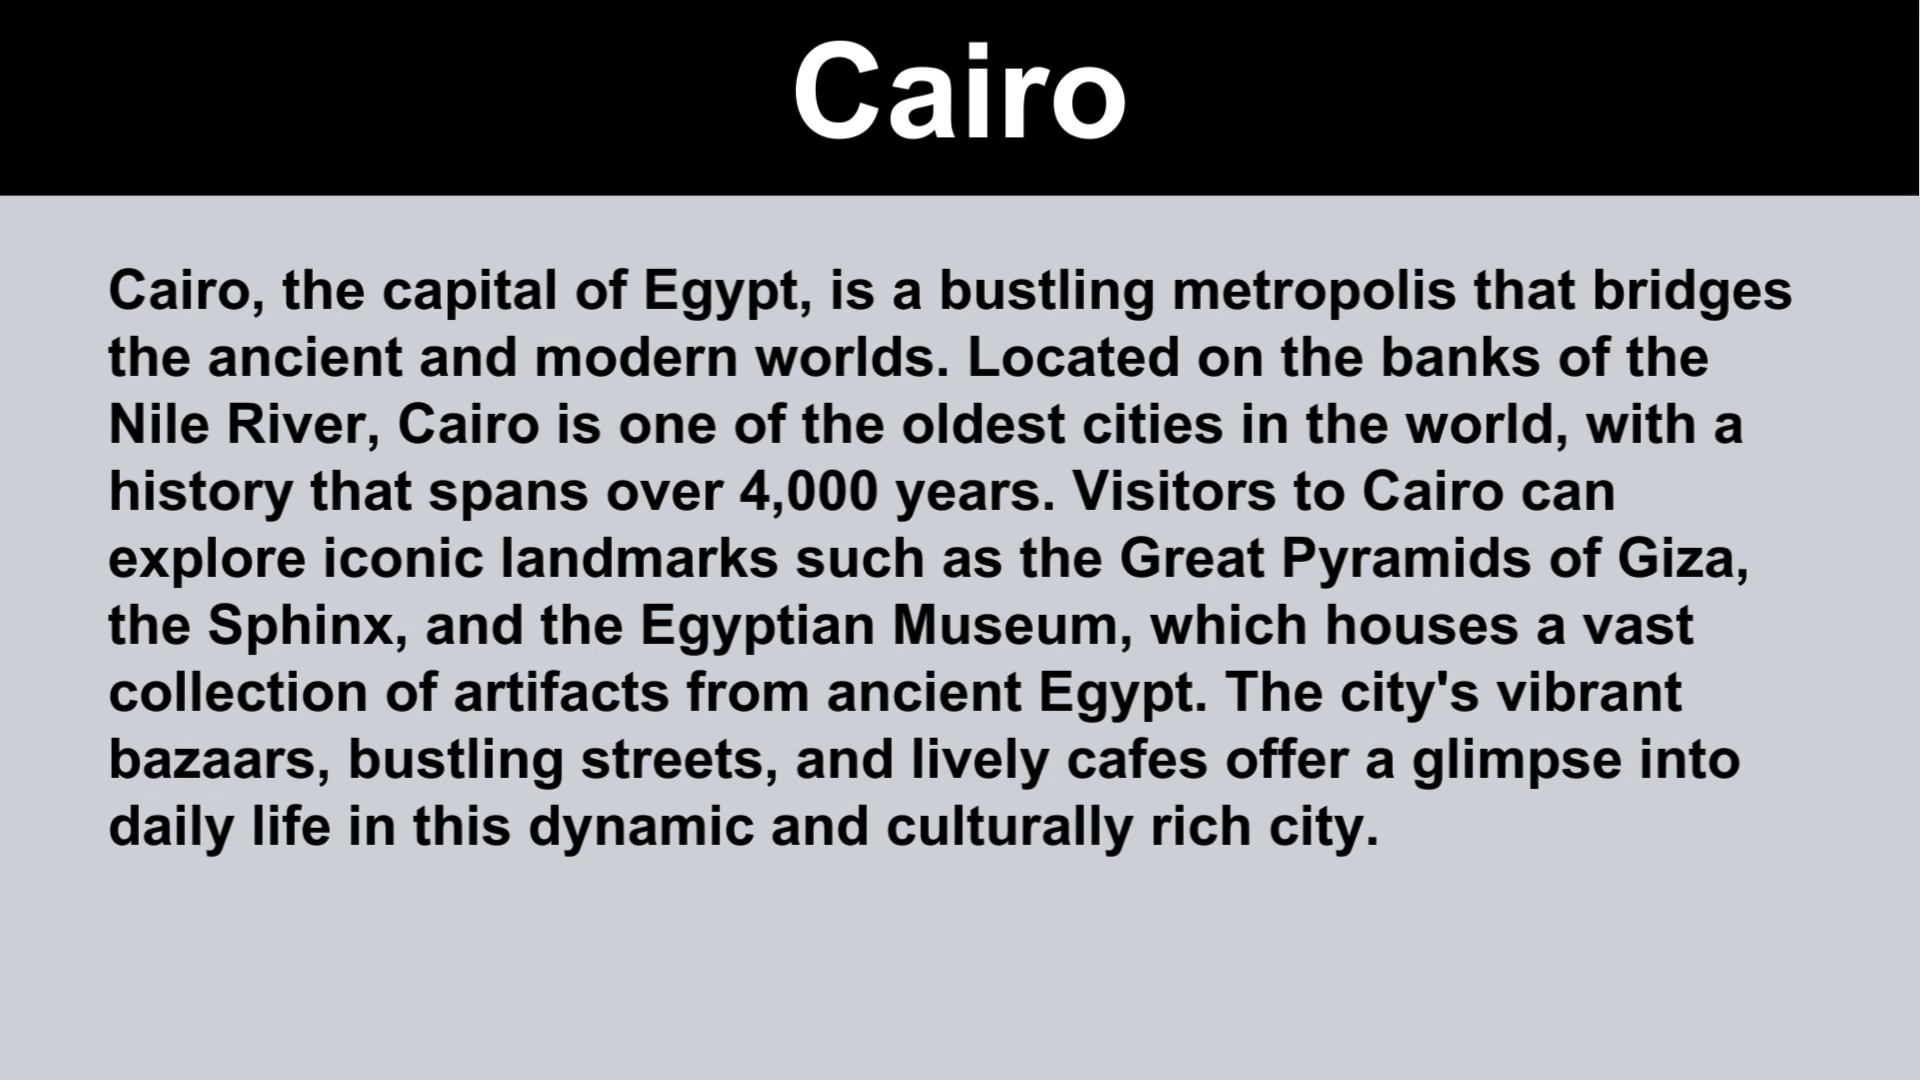 Cairo
Cairo, the capital of Egypt, is a bustling metropolis that bridges
the ancient and modern worlds. Located on the banks of the
Nile River, Cairo is one of the oldest cities in the world, with a
history that spans over 4,000 years. Visitors to Cairo can
explore iconic landmarks such as the Great Pyramids of Giza,
the Sphinx, and the Egyptian Museum, which houses a vast
collection of artifacts from ancient Egypt. The city's vibrant
bazaars, bustling streets, and lively cafes offer a glimpse into
daily life in this dynamic and culturally rich city.